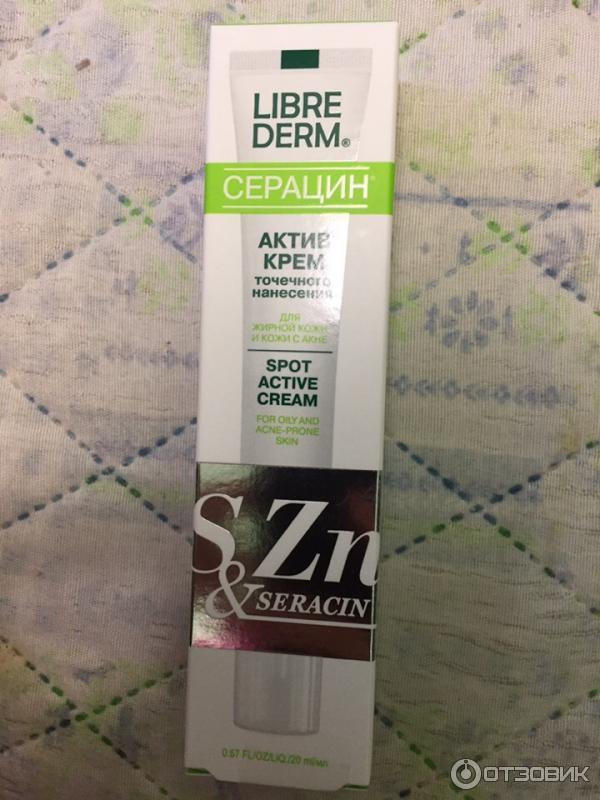 LIBRE
DERM®
СЕРАЦИН®
АКТИВ
КРЕМ
точечного
нанесения
ДЛЯ
ЖИРНОЙ КОЖИ
И КОЖИ С АКНЕ
SPOT
ACTIVE
CREAM
FOR OILY AND
ACNE-PRONE
SKIN
S Zn
& SERACIN
0.67 FL/OZ/LIQ./20 ml/мл
ОТЗОВИК